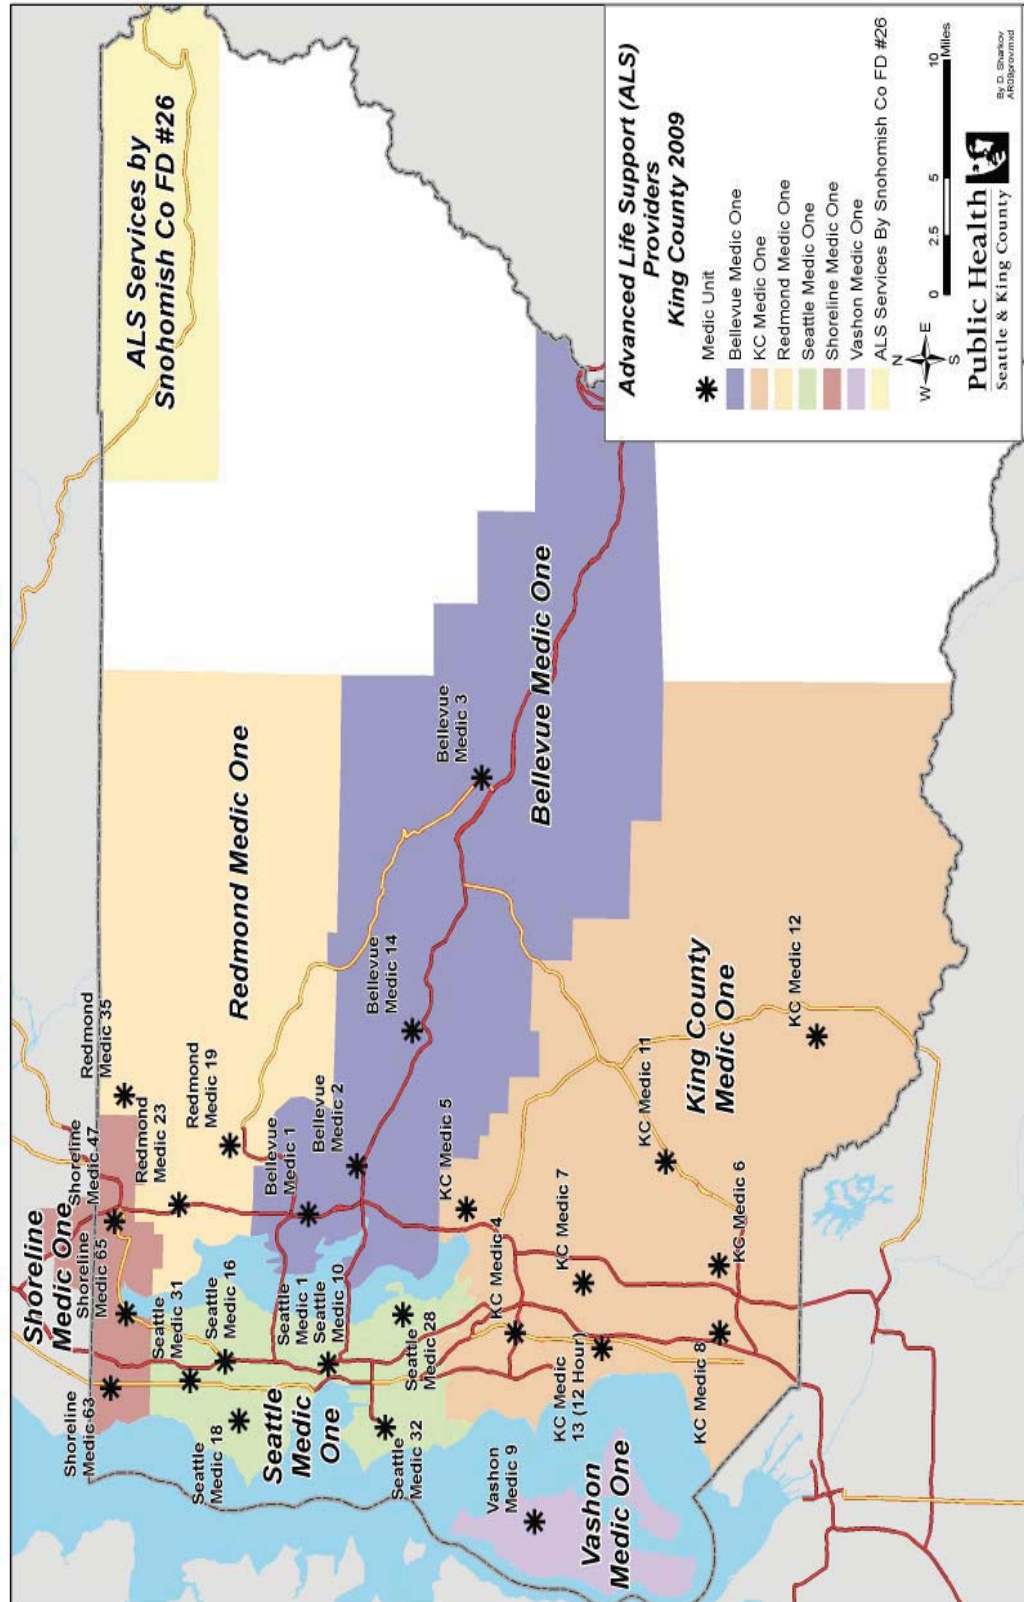 ALS Services by
Snohomish Co FD #26
Redmond Medic One
Bellevue Medic One
King County
Medic One
Shoreline
Medic One
Seattle
Medic
One
Vashon
Medic One
Shoreline
Medic 63
Shoreline
Medic 65
Shoreline
Medic 47
Redmond
Medic 35
Redmond
Medic 23
Redmond
Medic 19
Seattle
Medic 31
Seattle
Medic 16
Seattle
Medic 18
Seattle
Medic 1
Seattle
Medic 10
Seattle
Medic 28
Seattle
Medic 32
Bellevue
Medic 1
Bellevue
Medic 2
Bellevue
Medic 14
Bellevue
Medic 3
KC Medic 5
KC Medic 4
KC Medic 7
KC Medic 11
KC Medic 12
KC Medic 6
KC Medic
13 (12 Hour)
KC Medic 8
Vashon
Medic 9
Advanced Life Support (ALS)
Providers
King County 2009
Medic Unit
Bellevue Medic One
KC Medic One
Redmond Medic One
Seattle Medic One
Shoreline Medic One
Vashon Medic One
ALS Services By Snohomish Co FD #26
N
W E
S
0 2.5 5 10
Miles
Public Health
Seattle & King County
By D. Sharkov
AR09prov.mxd